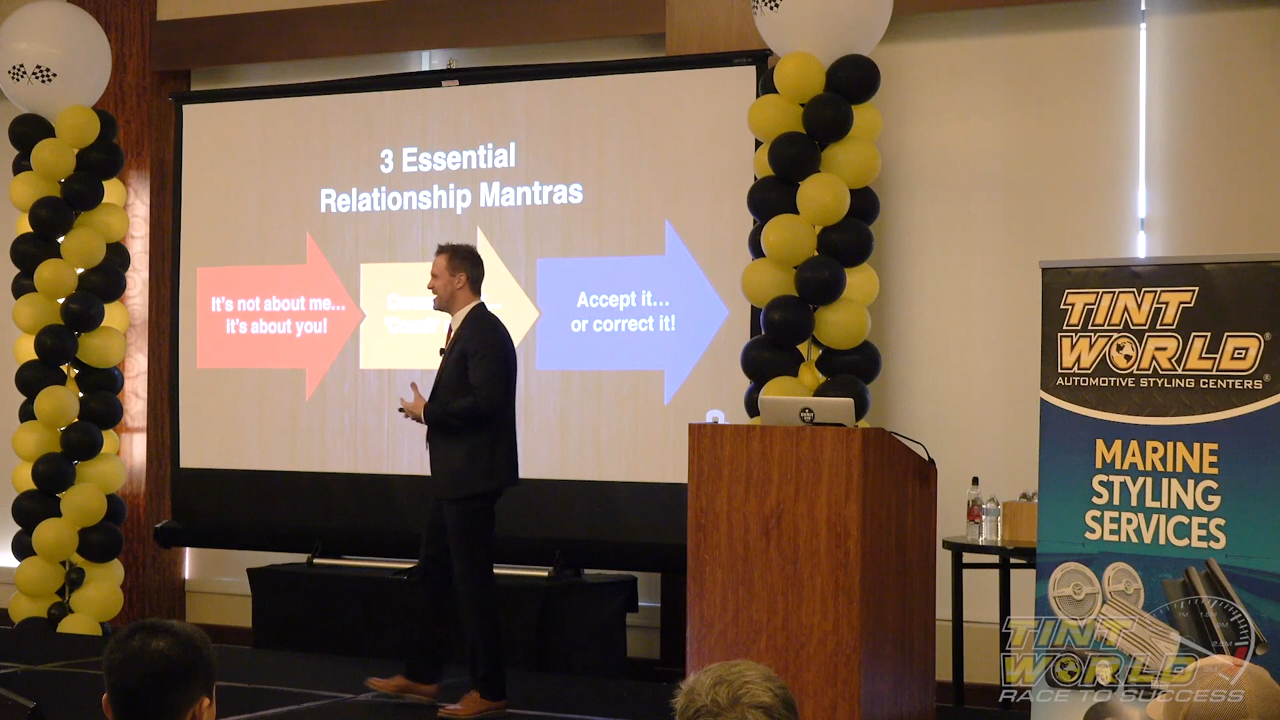 3 Essential
Relationship Mantras
It's not about me...
it's about you!
Accept it...
or correct it!
TINT
WORLD®
AUTOMOTIVE STYLING CENTERS®
MARINE
STYLING
SERVICES
TINT
WORLD
RACE TO SUCCESS